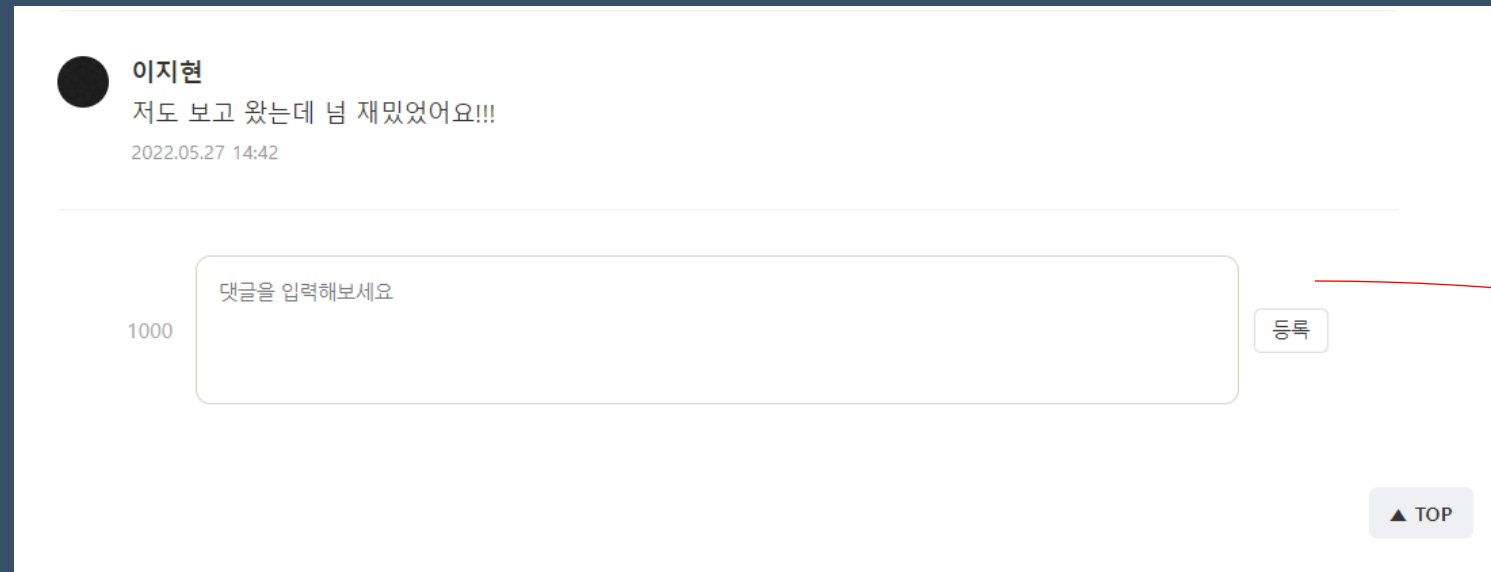 이지현
저도 보고 왔는데 넘 재밌었어요!!!
2022.05.27 14:42
댓글을 입력해보세요
1000
등록
▲ TOP